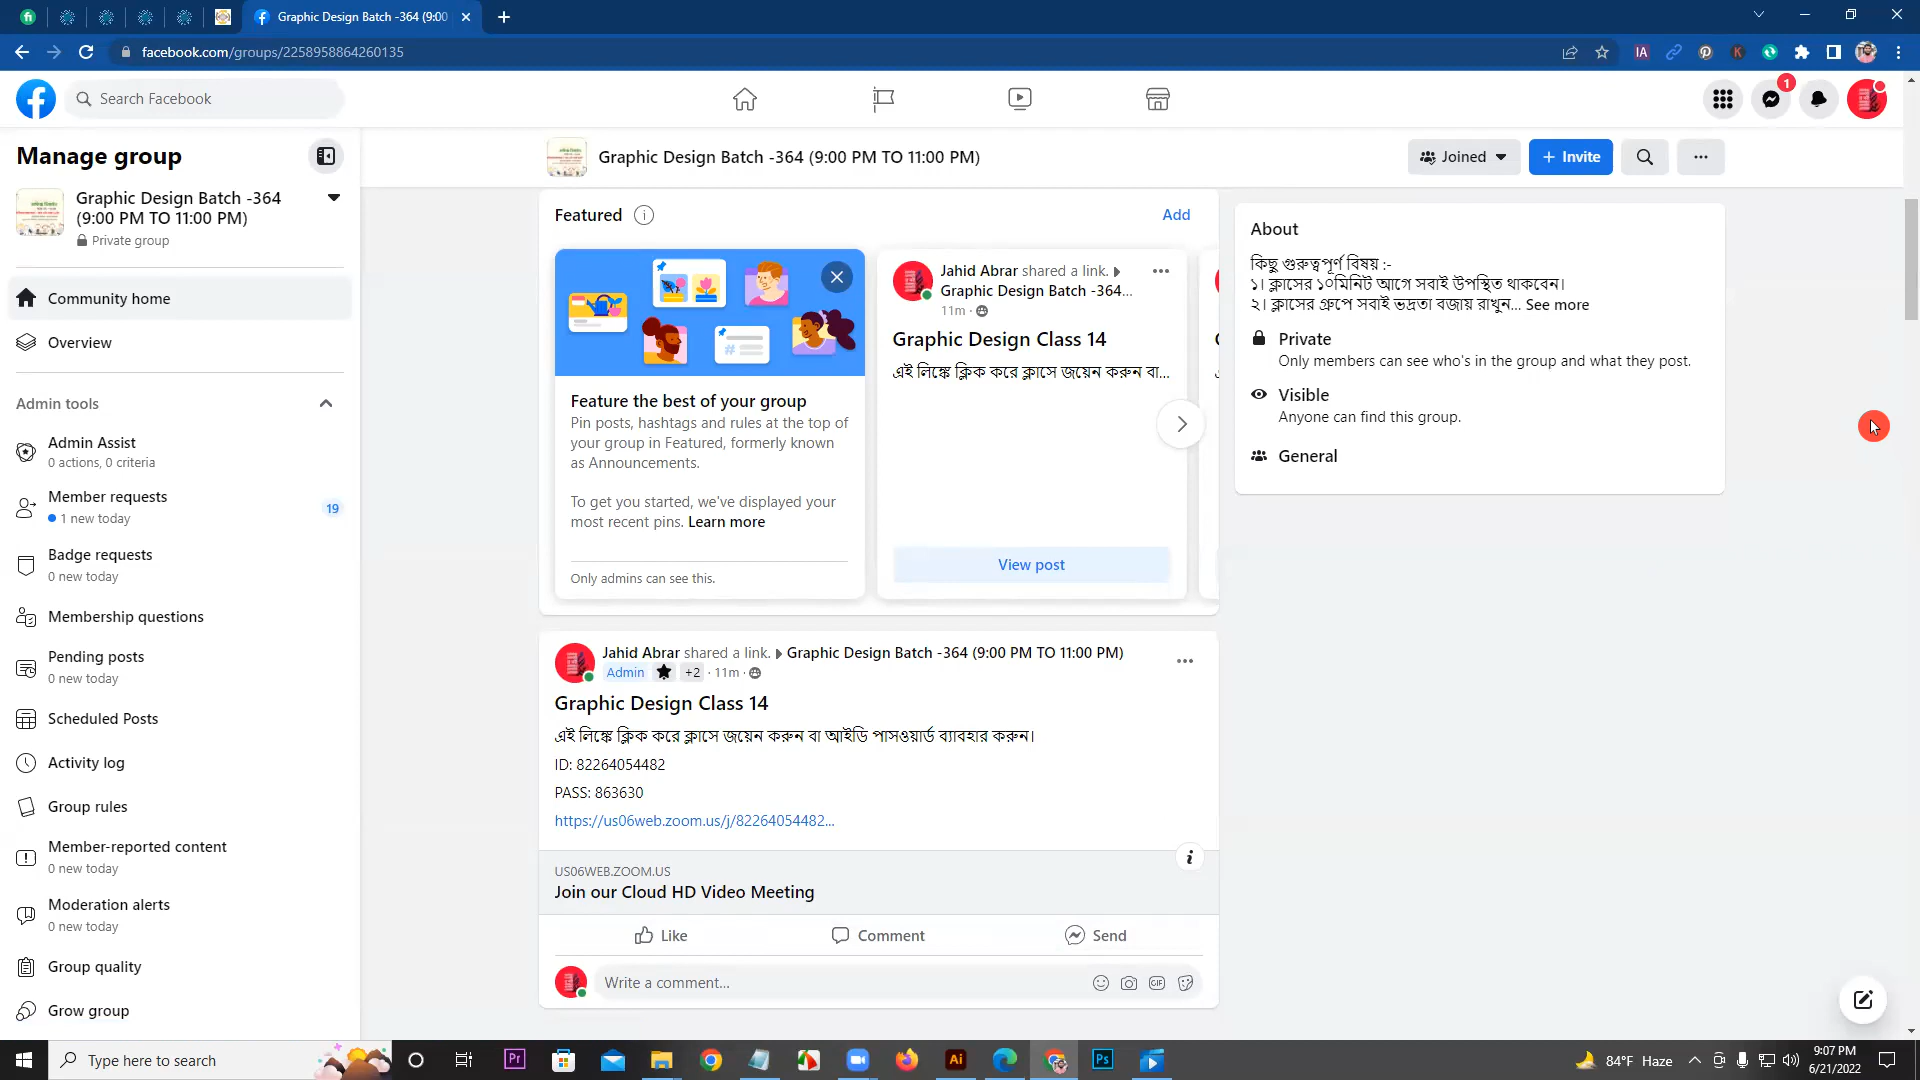 Graphic Design Batch -364 (9:00
facebook.com/groups/2258958864260135
IA
K
Search Facebook
1
Manage group
Graphic Design Batch -364 (9:00 PM TO 11:00 PM)
Joined
+ Invite
Graphic Design Batch -364
(9:00 PM TO 11:00 PM)
Private group
Community home
Overview
Admin tools
Admin Assist
0 actions, 0 criteria
Member requests
1 new today
19
Badge requests
0 new today
Membership questions
Pending posts
0 new today
Scheduled Posts
Activity log
Group rules
Member-reported content
0 new today
Moderation alerts
0 new today
Group quality
Grow group
Featured
Add
Feature the best of your group
Pin posts, hashtags and rules at the top of
your group in Featured, formerly known
as Announcements.
To get you started, we've displayed your
most recent pins. Learn more
Only admins can see this.
Jahid Abrar shared a link.
Graphic Design Batch -364...
11m
Graphic Design Class 14
এই লিঙ্কে ক্লিক করে ক্লাসে জয়েন করুন বা...
View post
Jahid Abrar shared a link. Graphic Design Batch -364 (9:00 PM TO 11:00 PM)
Admin +2 · 11m ·
Graphic Design Class 14
এই লিঙ্কে ক্লিক করে ক্লাসে জয়েন করুন বা আইডি পাসওয়ার্ড ব্যাবহার করুন।
ID: 82264054482
PASS: 863630
https://us06web.zoom.us/j/82264054482...
US06WEB.ZOOM.US
Join our Cloud HD Video Meeting
Like
Comment
Send
Write a comment...
GIF
About
কিছু গুরুত্বপূর্ণ বিষয় :-
১। ক্লাসের ১০মিনিট আগে সবাই উপস্থিত থাকবেন।
২। ক্লাসের গ্রুপে সবাই ভদ্রতা বজায় রাখুন... See more
Private
Only members can see who's in the group and what they post.
Visible
Anyone can find this group.
General
Type here to search
Pr
Ai
Ps
84°F Haze
9:07 PM
6/21/2022